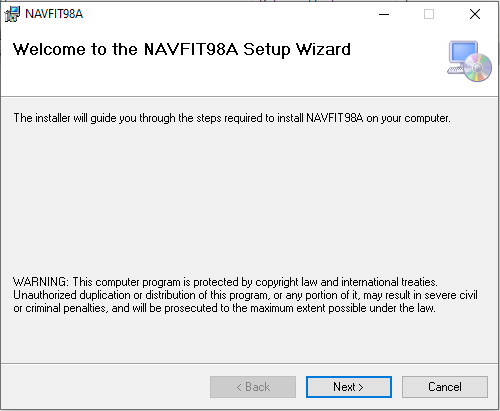 NAVFIT98A
Welcome to the NAVFIT98A Setup Wizard
The installer will guide you through the steps required to install NAVFIT98A on your computer.
WARNING: This computer program is protected by copyright law and international treaties.
Unauthorized duplication or distribution of this program, or any portion of it, may result in severe civil
or criminal penalties, and will be prosecuted to the maximum extent possible under the law.
< Back
Next >
Cancel